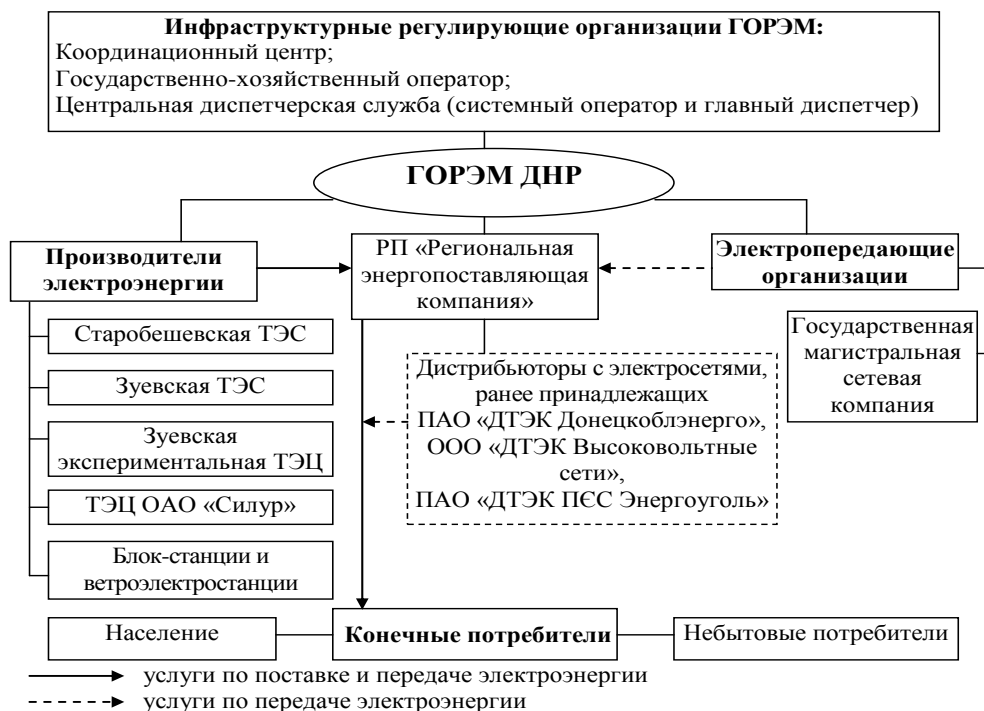 Инфраструктурные регулирующие организации ГОРЭМ:
Координационный центр;
Государственно-хозяйственный оператор;
Центральная диспетчерская служба (системный оператор и главный диспетчер)
ГОРЭМ ДНР
Производители
электроэнергии
РП «Региональная
энергопоставляющая
компания»
Электропередающие
организации
Старобешевская ТЭС
Зуевская ТЭС
Зуевская
экспериментальная ТЭЦ
ТЭЦ ОАО «Силур»
Блок-станции и
ветроэлектростанции
Дистрибьюторы с электросетями,
ранее принадлежащих
ПАО «ДТЭК Донецкоблэнерго»,
ООО «ДТЭК Высоковольтные
сети»,
ПАО «ДТЭК ПЄС Энергоуголь»
Государственная
магистральная
сетевая
компания
Население
Конечные потребители
Небытовые потребители
услуги по поставке и передаче электроэнергии
услуги по передаче электроэнергии